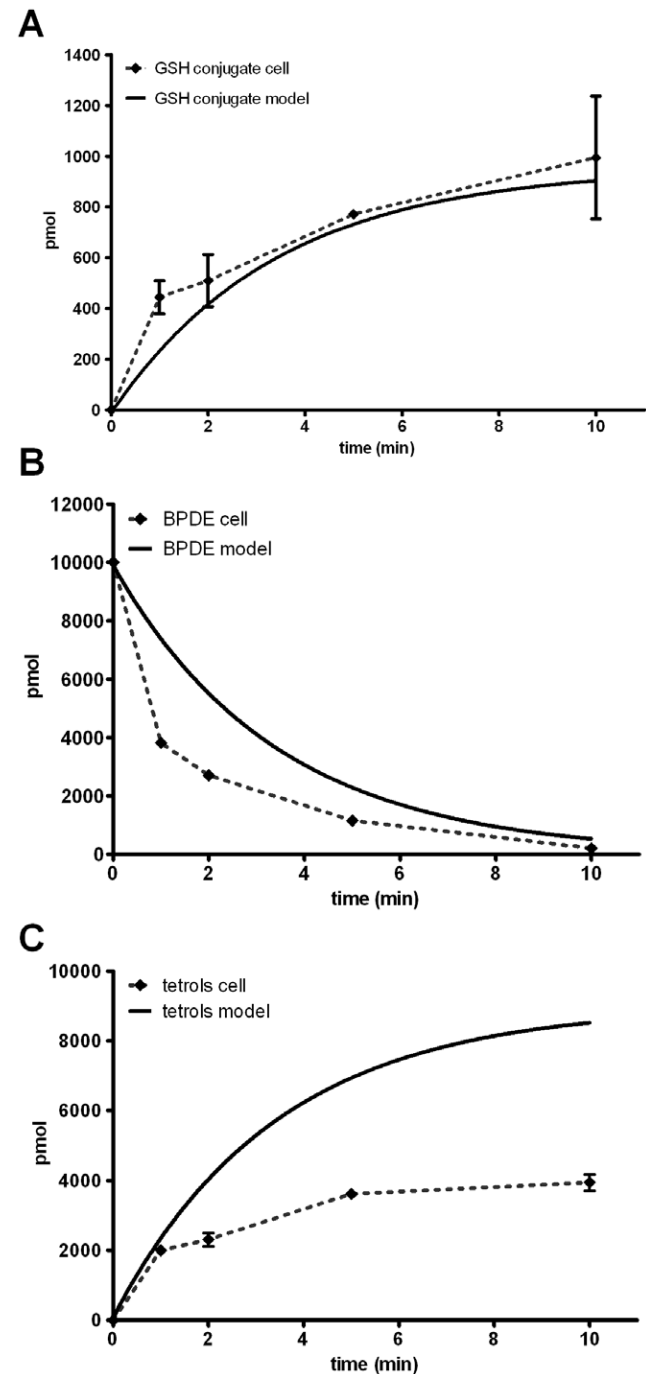 A
1400
GSH conjugate cell
1200
GSH conjugate model
1000
800
pmol
600
400
200
0
0 2 4 6 8 10
time (min)
B
12000
BPDE cell
10000
BPDE model
8000
pmol
6000
4000
2000
0
0 2 4 6 8 10
time (min)
C
10000
tetrols cell
tetrols model
8000
6000
pmol
4000
2000
0
0 2 4 6 8 10
time (min)